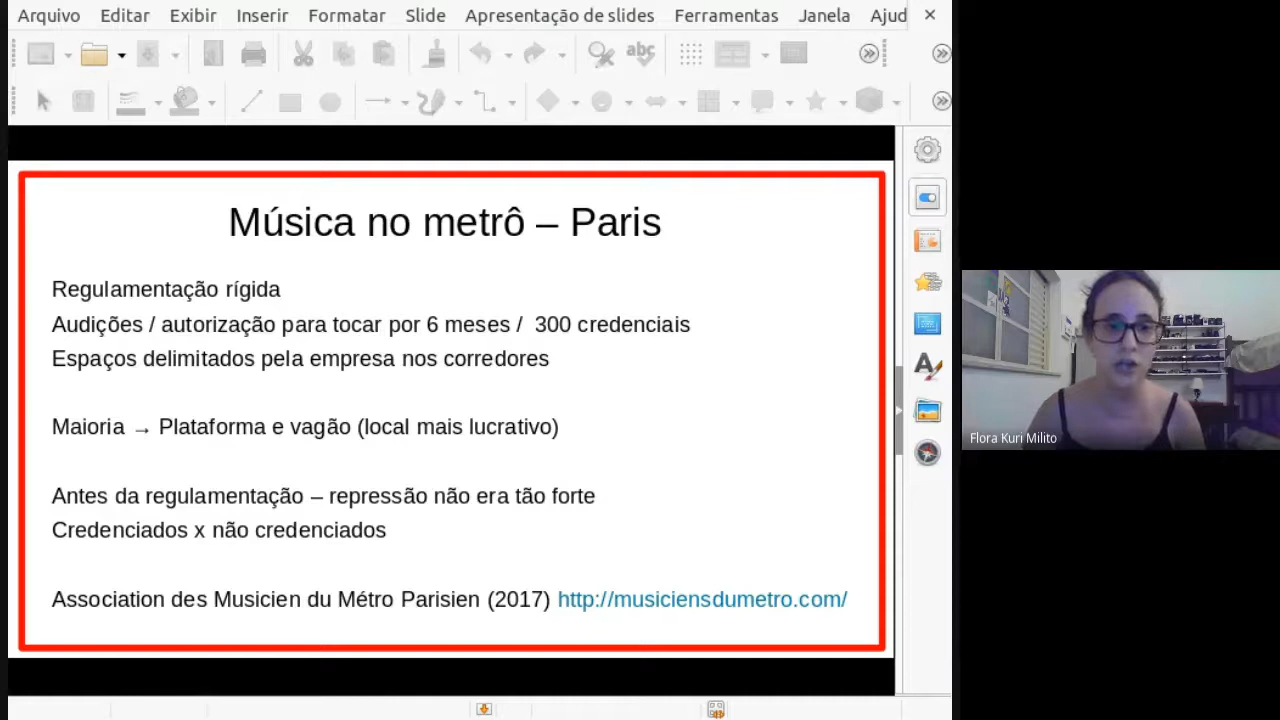 Arquivo Editar Exibir Inserir Formatar Slide Apresentação de slides Ferramentas Janela Ajud
abc
Música no metrô – Paris
Regulamentação rígida
Audições / autorização para tocar por 6 meses / 300 credenciais
Espaços delimitados pela empresa nos corredores
Maioria → Plataforma e vagão (local mais lucrativo)
Antes da regulamentação – repressão não era tão forte
Credenciados x não credenciados
Association des Musicien du Métro Parisien (2017) http://musiciensdumetro.com/
Flora Kuri Milito